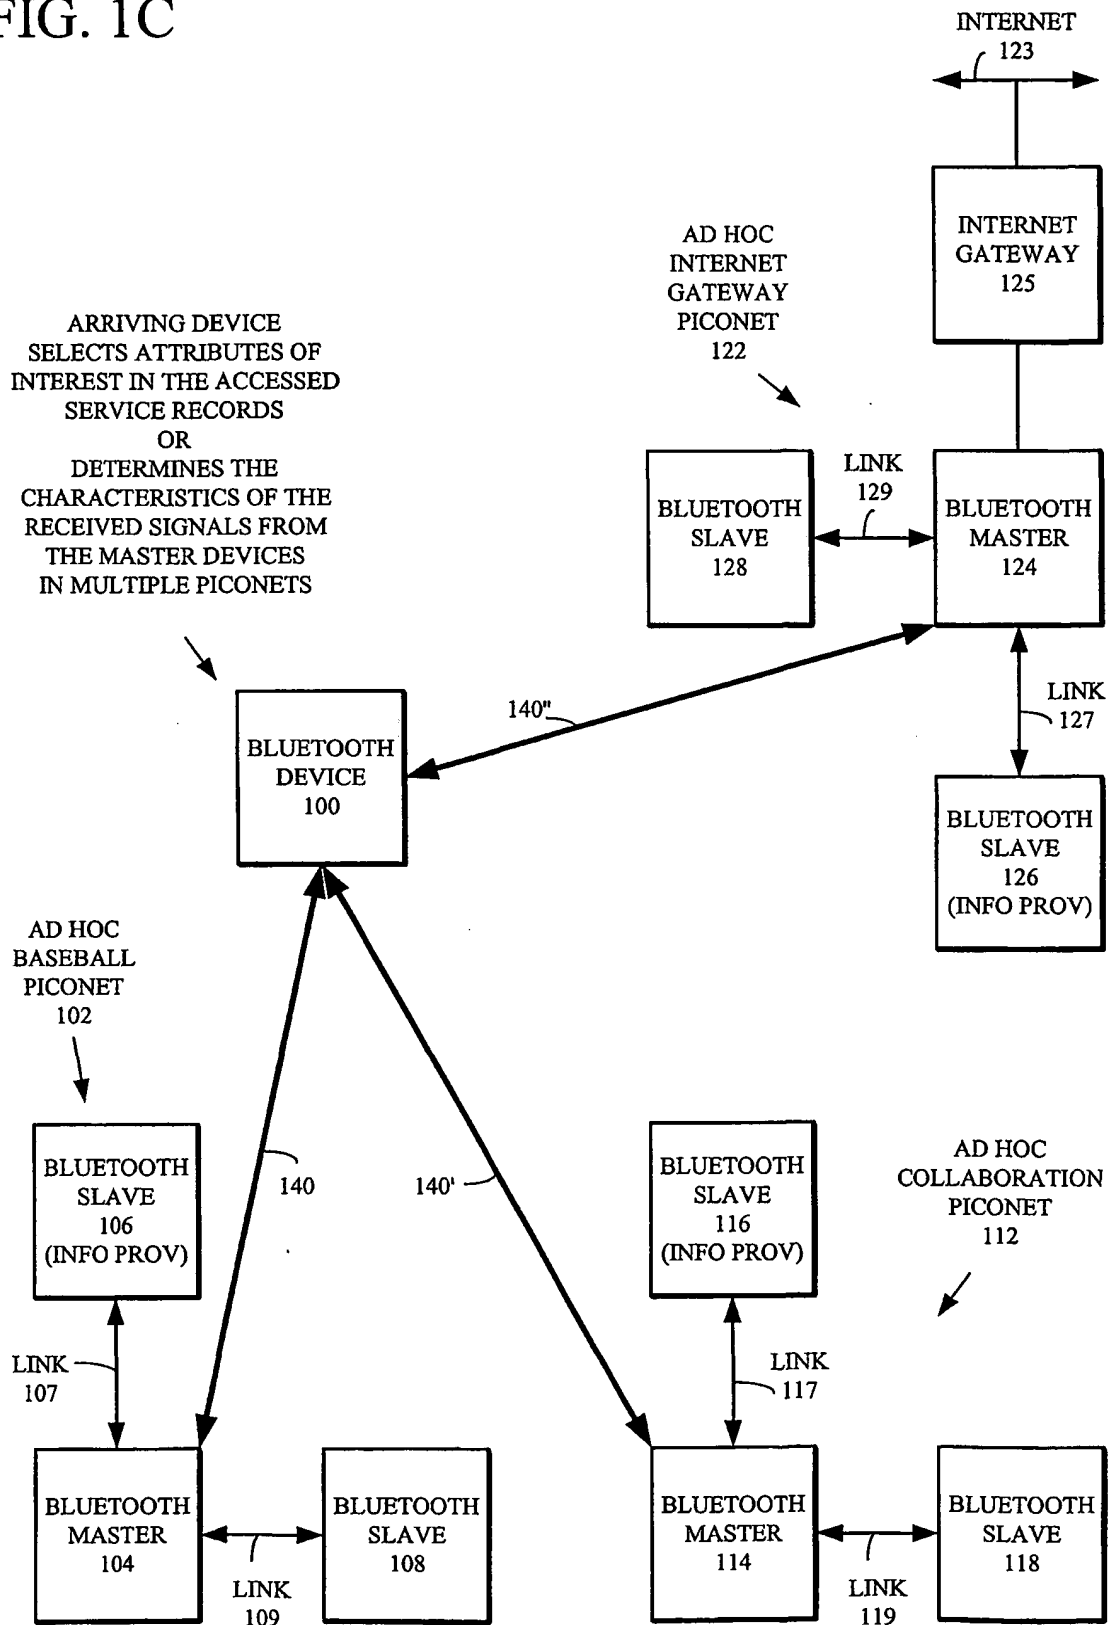 FIG. 1C
INTERNET
123
INTERNET
GATEWAY
125
AD HOC
INTERNET
GATEWAY
PICONET
122
ARRIVING DEVICE
SELECTS ATTRIBUTES OF
INTEREST IN THE ACCESSED
SERVICE RECORDS
OR
DETERMINES THE
CHARACTERISTICS OF THE
RECEIVED SIGNALS FROM
THE MASTER DEVICES
IN MULTIPLE PICONETS
BLUETOOTH
SLAVE
128
LINK
129
BLUETOOTH
MASTER
124
140"
LINK
127
BLUETOOTH
DEVICE
100
BLUETOOTH
SLAVE
126
(INFO PROV)
AD HOC
BASEBALL
PICONET
102
BLUETOOTH
SLAVE
106
(INFO PROV)
140
140'
BLUETOOTH
SLAVE
116
(INFO PROV)
AD HOC
COLLABORATION
PICONET
112
LINK
107
LINK
117
BLUETOOTH
MASTER
104
LINK
109
BLUETOOTH
SLAVE
108
BLUETOOTH
MASTER
114
LINK
119
BLUETOOTH
SLAVE
118